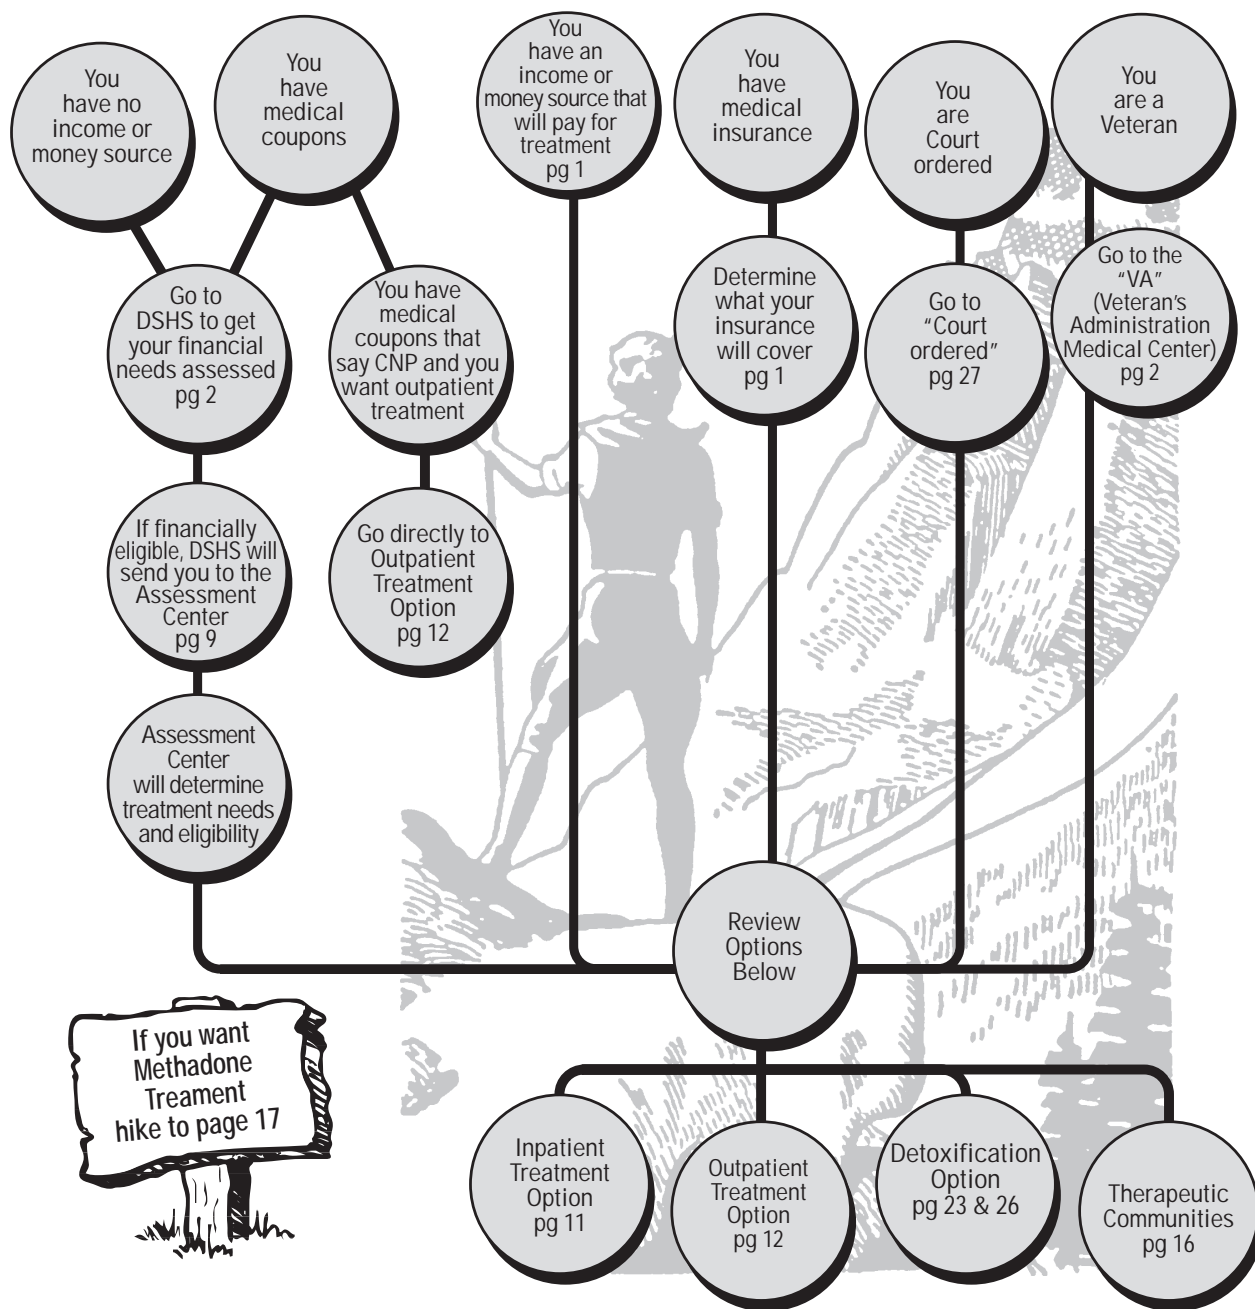 You
have no
income or
money source
You
have
medical
coupons
You
have an
income or
money source that
will pay for
treatment
pg 1
You
have
medical
insurance
You
are
Court
ordered
You
are a
Veteran
Go to
DSHS to get
your financial
needs assessed
pg 2
You have
medical
coupons that
say CNP and you
want outpatient
treatment
Determine
what your
insurance
will cover
pg 1
Go to
“Court
ordered”
pg 27
Go to the
“VA”
(Veteran’s
Administration
Medical Center)
pg 2
If financially
eligible, DSHS will
send you to the
Assessment
Center
pg 9
Go directly to
Outpatient
Treatment
Option
pg 12
Assessment
Center
will determine
treatment needs
and eligibility
Review
Options
Below
If you want
Methadone
Treament
hike to page 17
Inpatient
Treatment
Option
pg 11
Outpatient
Treatment
Option
pg 12
Detoxification
Option
pg 23 & 26
Therapeutic
Communities
pg 16